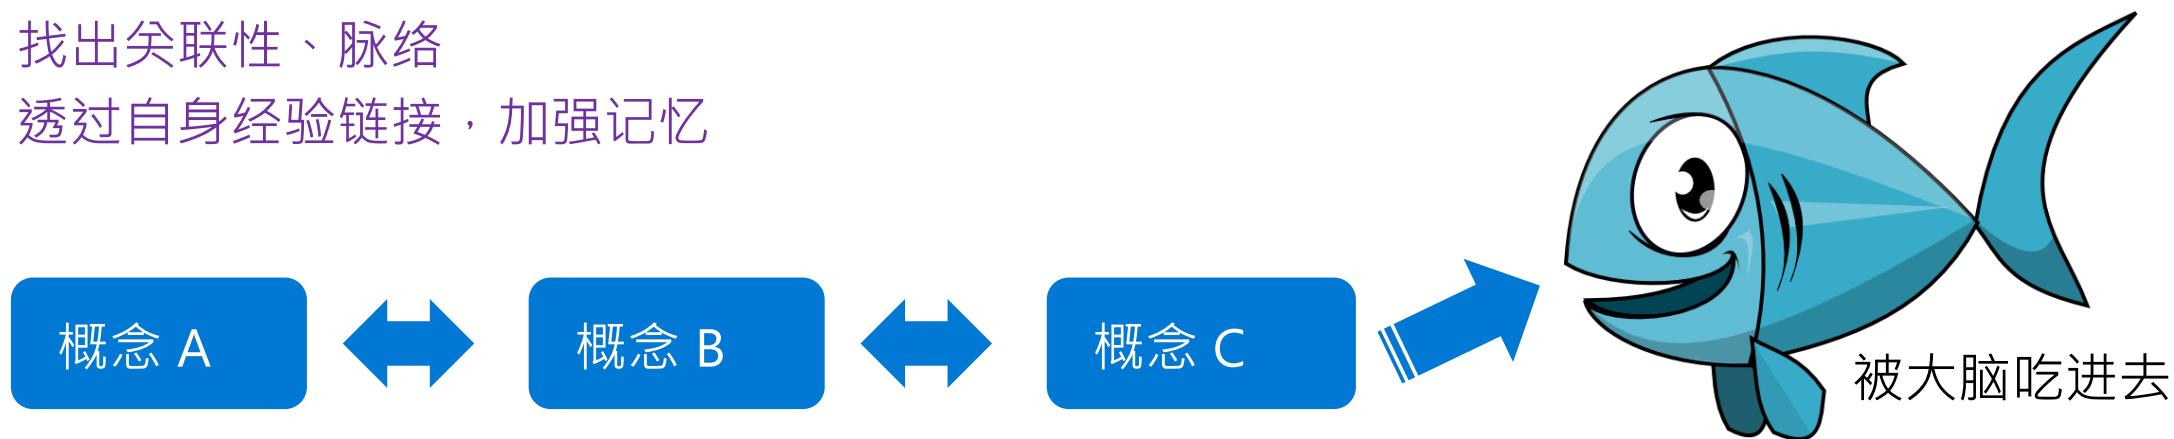 找出关联性、脉络
透过自身经验链接，加强记忆
概念 A
概念 B
概念 C
被大脑吃进去